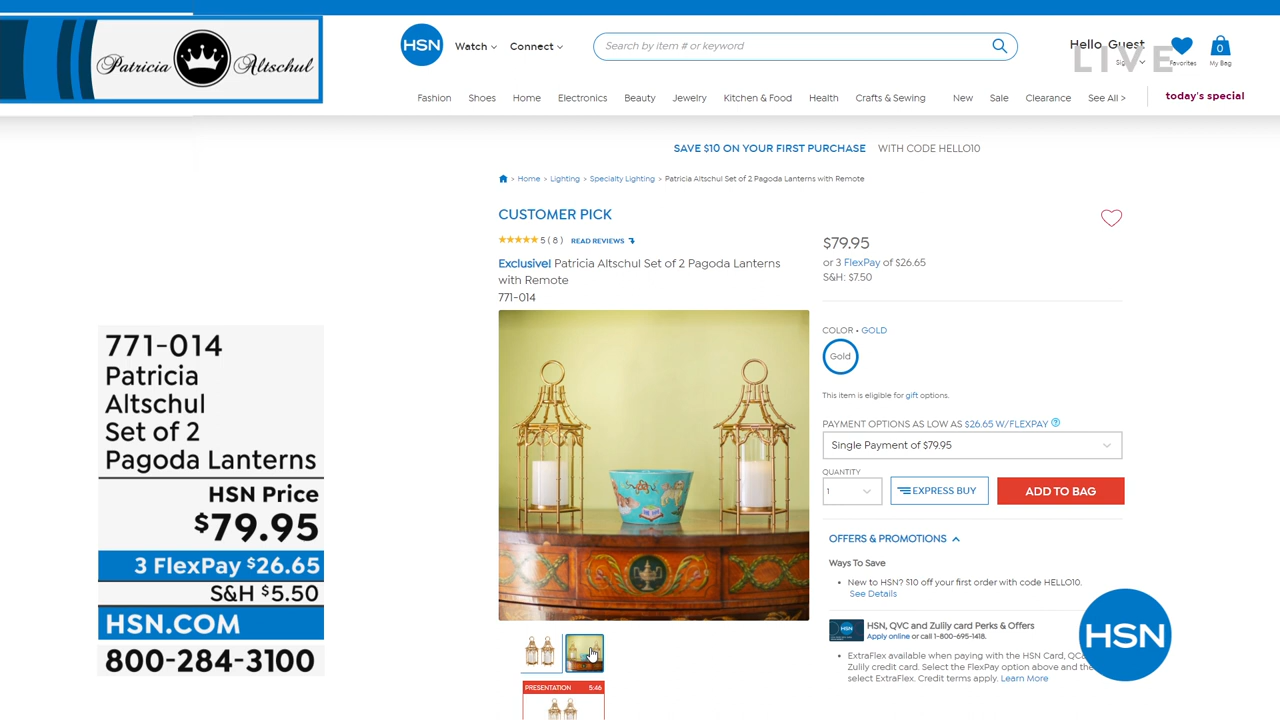 Patricia Altschul
HSN
Watch
Connect
Search by item # or keyword
Hello, Guest
LIVE
Favorites
0
My Bag
Fashion
Shoes
Home
Electronics
Beauty
Jewelry
Kitchen & Food
Health
Crafts & Sewing
New
Sale
Clearance
See All >
today's special
SAVE $10 ON YOUR FIRST PURCHASE WITH CODE HELLO10
> Home > Lighting > Specialty Lighting > Patricia Altschul Set of 2 Pagoda Lanterns with Remote
CUSTOMER PICK
5 ( 8 ) READ REVIEWS
Exclusive! Patricia Altschul Set of 2 Pagoda Lanterns
with Remote
771-014
$79.95
or 3 FlexPay of $26.65
S&H: $7.50
COLOR • GOLD
Gold
This item is eligible for gift options.
PAYMENT OPTIONS AS LOW AS $26.65 W/FLEXPAY ?
Single Payment of $79.95
QUANTITY
1
EXPRESS BUY
ADD TO BAG
OFFERS & PROMOTIONS
Ways To Save
• New to HSN? $10 off your first order with code HELLO10.
See Details
HSN, QVC and Zulily card Perks & Offers
Apply online or call 1-800-695-1418.
• ExtraFlex available when paying with the HSN Card,
Zulily credit card. Select the FlexPay option above and
select ExtraFlex. Credit terms apply. Learn More
HSN
PRESENTATION 5:46
771-014
Patricia
Altschul
Set of 2
Pagoda Lanterns
HSN Price
$79.95
3 FlexPay $26.65
S&H $5.50
HSN.COM
800-284-3100